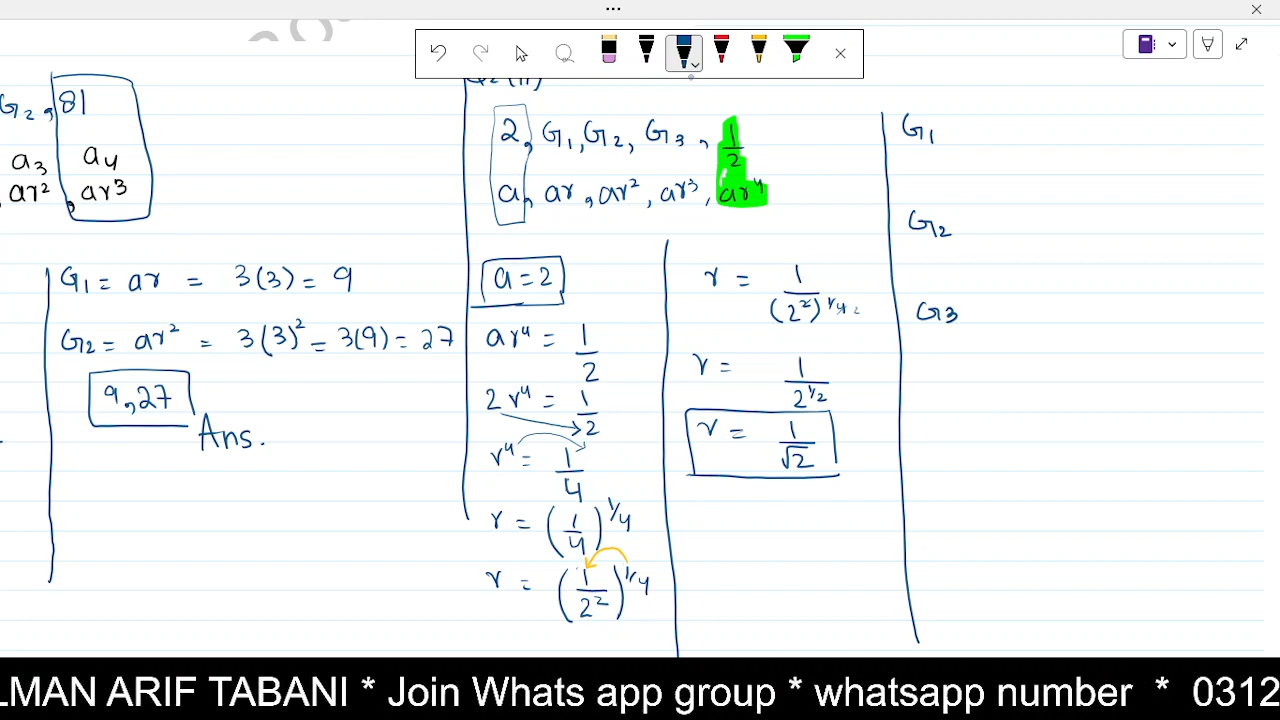 G₂, 81
a₃ a₄
ar² , ar³
G₁ = ar = 3(3) = 9
G₂ = ar² = 3(3)² = 3(9) = 27
9, 27
Ans.
2, G₁, G₂, G₃, 1/2
a, ar, ar², ar³, ar⁴
a = 2
ar⁴ = 1/2
2r⁴ = 1/2
r⁴ = 1/4
r = (1/4)^1/4
r = (1/2²)^1/4
r = 1/(2²)^1/4₂
r = 1/2^1/2
r = 1/√2
G₁
G₂
G₃
LMAN ARIF TABANI * Join Whats app group * whatsapp number * 0312